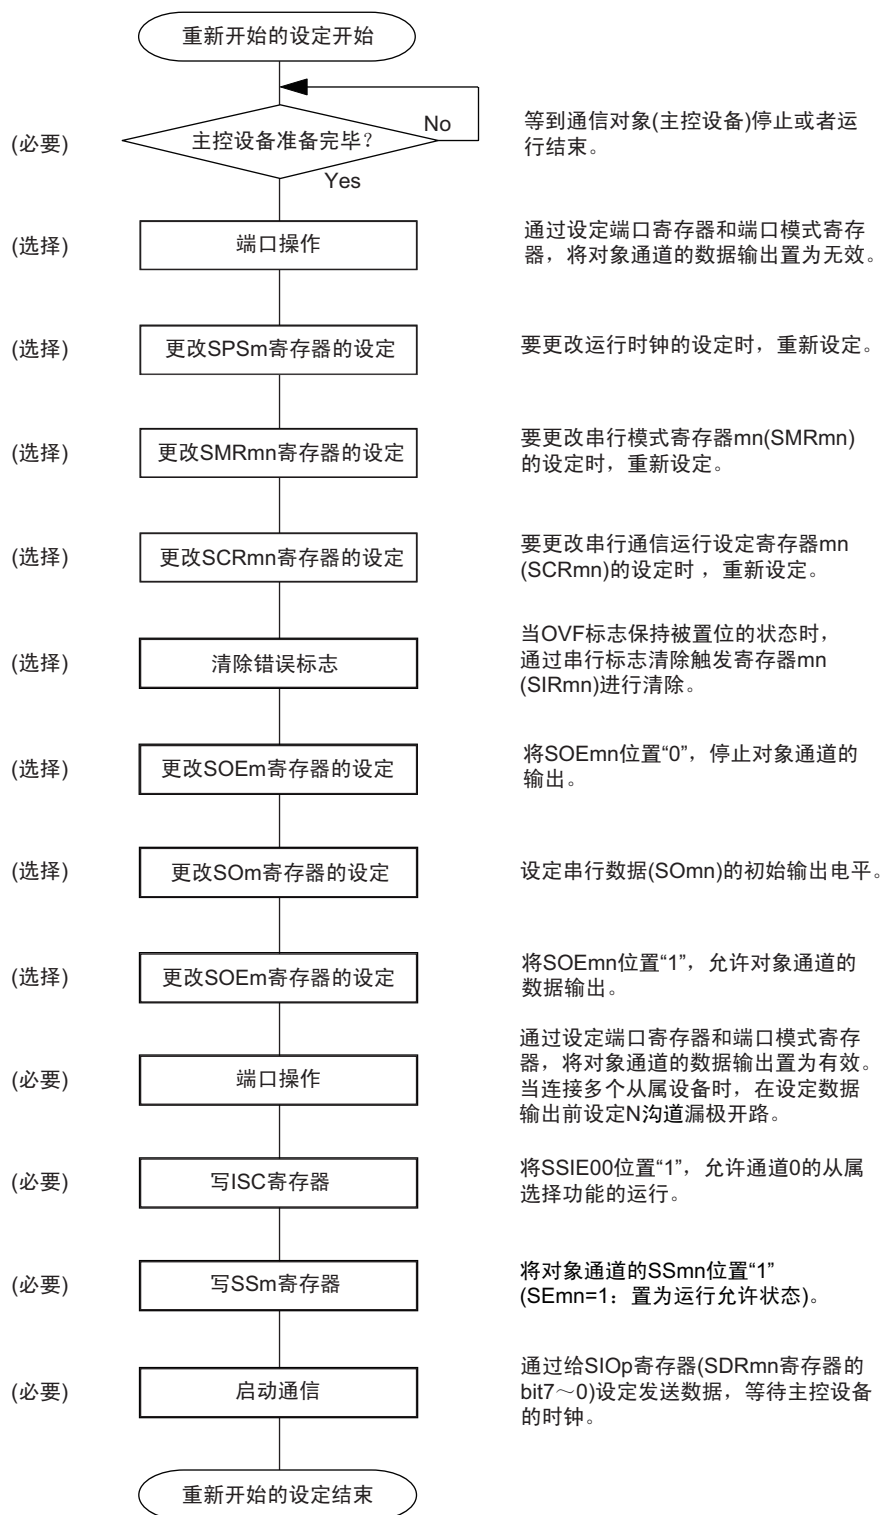 重新开始的设定开始
(必要)
主控设备准备完毕？
No
Yes
等到通信对象(主控设备)停止或者运
行结束。
(选择)
端口操作
通过设定端口寄存器和端口模式寄存
器，将对象通道的数据输出置为无效。
(选择)
更改SPSm寄存器的设定
要更改运行时钟的设定时，重新设定。
(选择)
更改SMRmn寄存器的设定
要更改串行模式寄存器mn(SMRmn)
的设定时，重新设定。
(选择)
更改SCRmn寄存器的设定
要更改串行通信运行设定寄存器mn
(SCRmn)的设定时，重新设定。
(选择)
清除错误标志
当OVF标志保持被置位的状态时，
通过串行标志清除触发寄存器mn
(SIRmn)进行清除。
(选择)
更改SOEm寄存器的设定
将SOEmn位置“0”，停止对象通道的
输出。
(选择)
更改SOm寄存器的设定
设定串行数据(SOmn)的初始输出电平。
(选择)
更改SOEm寄存器的设定
将SOEmn位置“1”，允许对象通道的
数据输出。
(必要)
端口操作
通过设定端口寄存器和端口模式寄存
器，将对象通道的数据输出置为有效。
当连接多个从属设备时，在设定数据
输出前设定N沟道漏极开路。
(必要)
写ISC寄存器
将SSIE00位置“1”，允许通道0的从属
选择功能的运行。
(必要)
写SSm寄存器
将对象通道的SSmn位置“1”
(SEmn=1：置为运行允许状态)。
(必要)
启动通信
通过给SIOp寄存器(SDRmn寄存器的
bit7～0)设定发送数据，等待主控设备
的时钟。
重新开始的设定结束